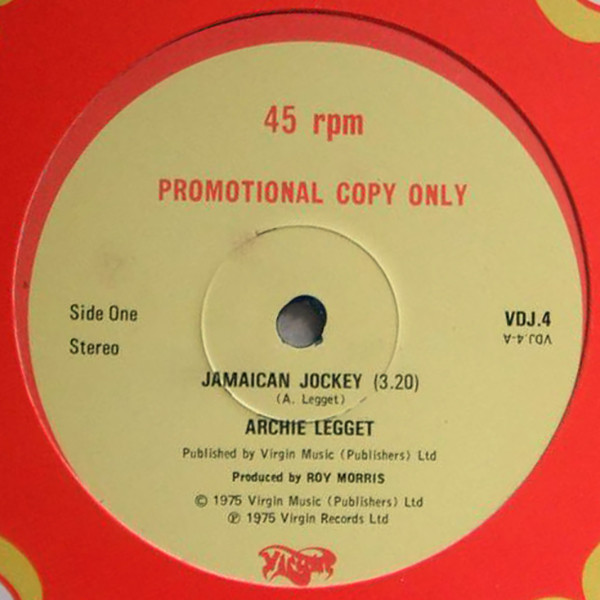 45 rpm
PROMOTIONAL COPY ONLY
Side One
Stereo
VDJ.4
VDJ.4-A
JAMAICAN JOCKEY (3.20)
(A. Legget)
ARCHIE LEGGET
Published by Virgin Music (Publishers) Ltd
Produced by ROY MORRIS
© 1975 Virgin Music (Publishers) Ltd
℗ 1975 Virgin Records Ltd
VIRGIN